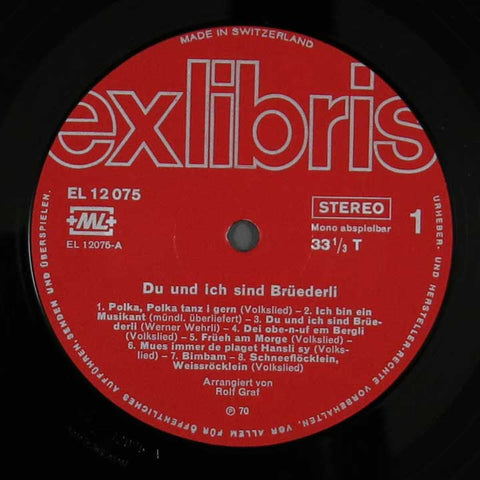 MADE IN SWITZERLAND
exlibris
EL 12 075
ML
EL 12075-A
STEREO
Mono abspielbar
33 1/3 T
1
Du und ich sind Brüederli
1. Polka, Polka tanz i gern (Volkslied) – 2. Ich bin ein
Musikant (mündl. überliefert) – 3. Du und ich sind Brüe-
derli (Werner Wehrli) – 4. Dei obe-n-uf em Bergli
(Volkslied) – 5. Früeh am Morge (Volkslied) –
6. Mues immer de plaget Hansli sy (Volks-
lied) – 7. Bimbam – 8. Schneeflöcklein,
Weissröcklein (Volkslied)
Arrangiert von
Rolf Graf
Ⓟ 70
URHEBER- UND HERSTELLER-RECHTE VORBEHALTEN, VOR ALLEM FÜR ÖFFENTLICHES AUFFÜHREN, SENDEN UND ÜBERSPIELEN.